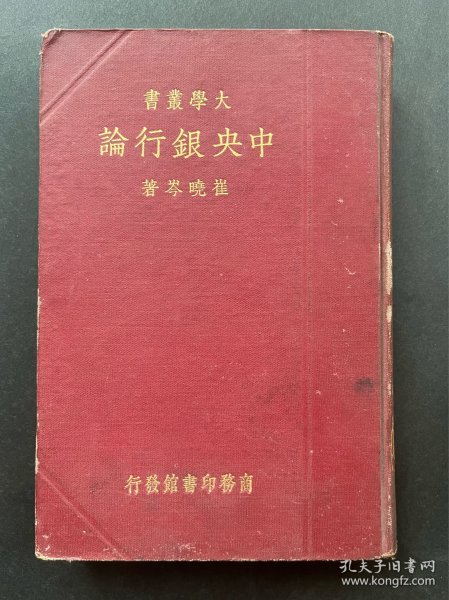 大學叢書
中央銀行論
崔曉岑著
商務印書館發行
孔夫子旧书网
www.kongfz.com